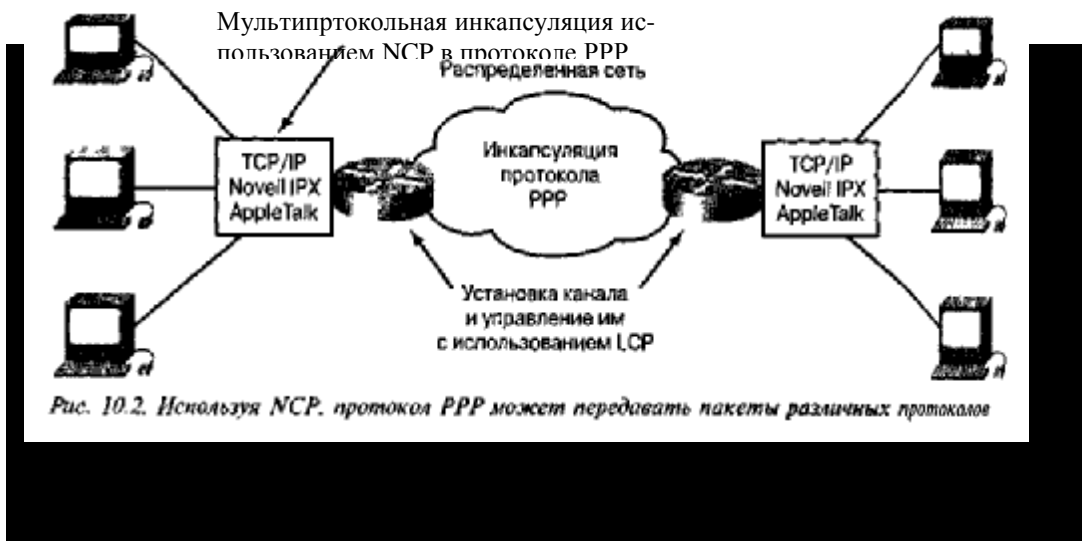 Мультипртокольная инкапсуляция ис-
пользованием NCP в протоколе PPP
Распределенная сеть
TCP/IP
Novell IPX
AppleTalk
Инкапсуляция
протокола
PPP
TCP/IP
Novell IPX
AppleTalk
Установка канала
и управление им
с использованием LCP
Рис. 10.2. Используя NCP, протокол PPP может передавать пакеты различных протоколов